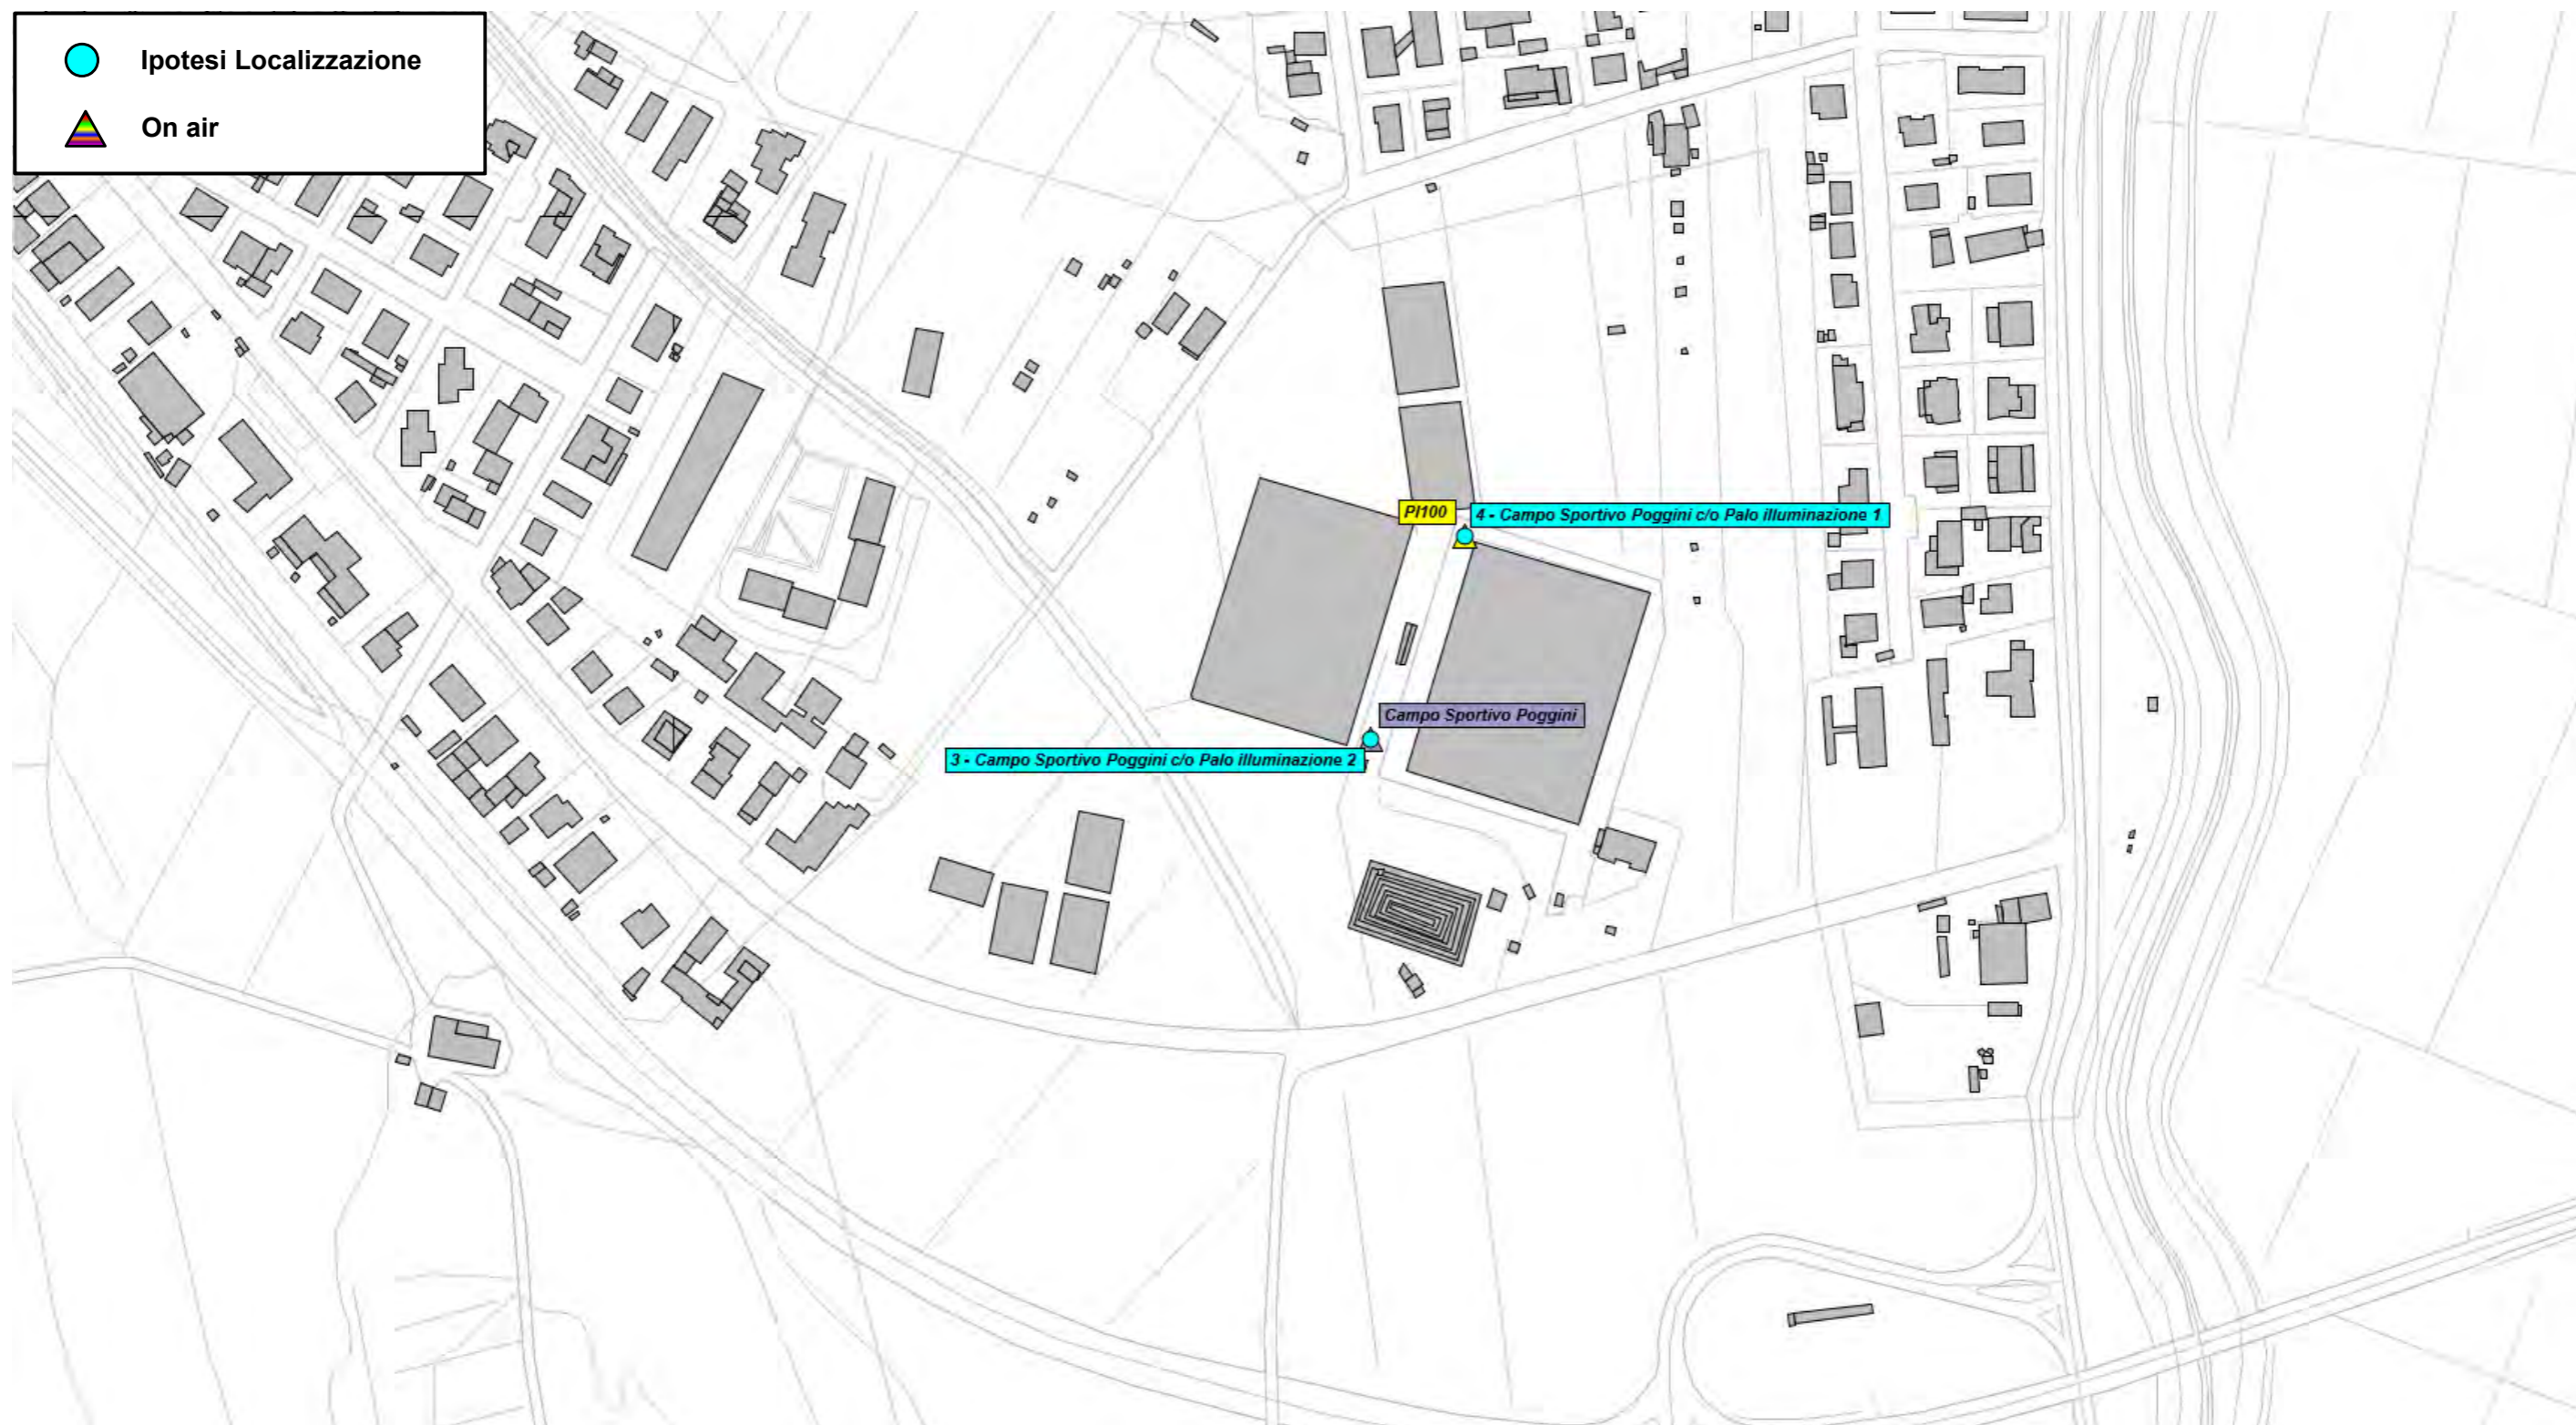 Ipotesi Localizzazione
On air
PI100
4 - Campo Sportivo Poggini c/o Palo illuminazione 1
Campo Sportivo Poggini
3 - Campo Sportivo Poggini c/o Palo illuminazione 2